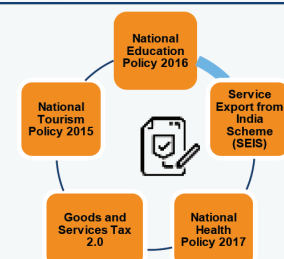 National
Education
Policy 2016
Service
Export from
India
Scheme
(SEIS)
National
Tourism
Policy 2015
Goods and
Services Tax
2.0
National
Health
Policy 2017